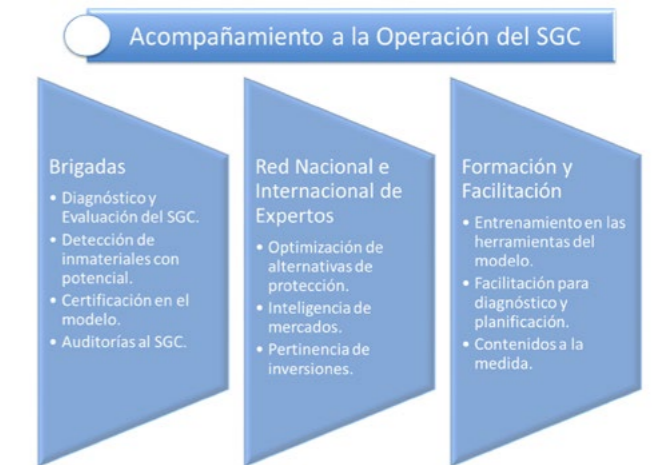 Acompañamiento a la Operación del SGC
Brigadas
• Diagnóstico y
Evaluación del SGC.
• Detección de
inmateriales con
potencial.
• Certificación en el
modelo.
• Auditorías al SGC.
Red Nacional e
Internacional de
Expertos
• Optimización de
alternativas de
protección.
• Inteligencia de
mercados.
• Pertinencia de
inversiones.
Formación y
Facilitación
• Entrenamiento en las
herramientas del
modelo.
• Facilitación para
diagnóstico y
planificación.
• Contenidos a la
medida.